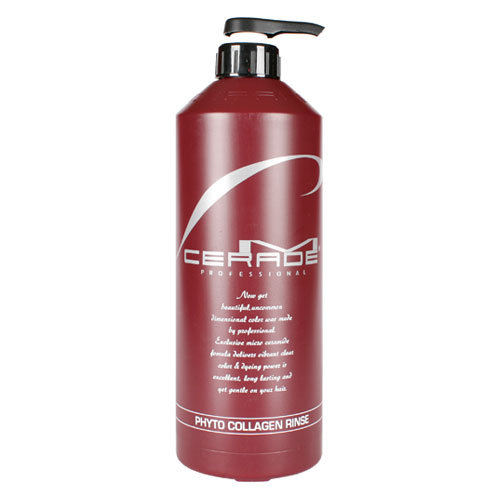 CERADE
M
PROFESSIONAL
Now get
beautiful, uncommon
dimensional color was made
by professional.
Exclusive micro ceramide
formula delivers vibrant clear
color & dyeing power is
excellent, long lasting and
yet gentle on your hair.
PHYTO COLLAGEN RINSE